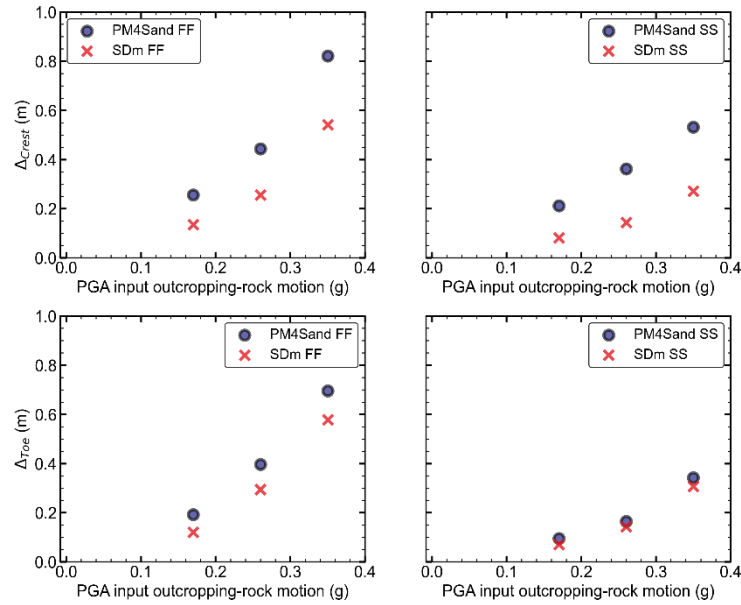 PM4Sand FF
SDm FF
1.0
0.8
0.6
0.4
0.2
0.0
Δ_Crest (m)
0.0 0.1 0.2 0.3 0.4
PGA input outcropping-rock motion (g)
PM4Sand SS
SDm SS
0.0 0.1 0.2 0.3 0.4
PGA input outcropping-rock motion (g)
PM4Sand FF
SDm FF
1.0
0.8
0.6
0.4
0.2
0.0
Δ_Toe (m)
0.0 0.1 0.2 0.3 0.4
PGA input outcropping-rock motion (g)
PM4Sand SS
SDm SS
0.0 0.1 0.2 0.3 0.4
PGA input outcropping-rock motion (g)